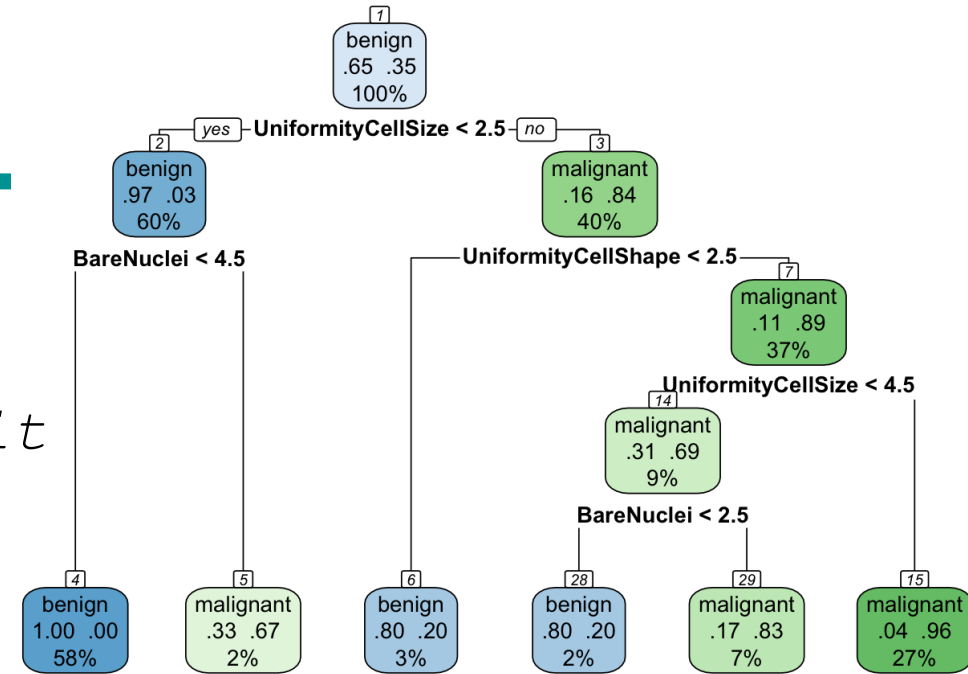 1
benign
.65 .35
100%
yes UniformityCellSize < 2.5 no
2
benign
.97 .03
60%
3
malignant
.16 .84
40%
BareNuclei < 4.5
UniformityCellShape < 2.5
7
malignant
.11 .89
37%
UniformityCellSize < 4.5
14
malignant
.31 .69
9%
BareNuclei < 2.5
4
benign
1.00 .00
58%
5
malignant
.33 .67
2%
6
benign
.80 .20
3%
28
benign
.80 .20
2%
29
malignant
.17 .83
7%
15
malignant
.04 .96
27%